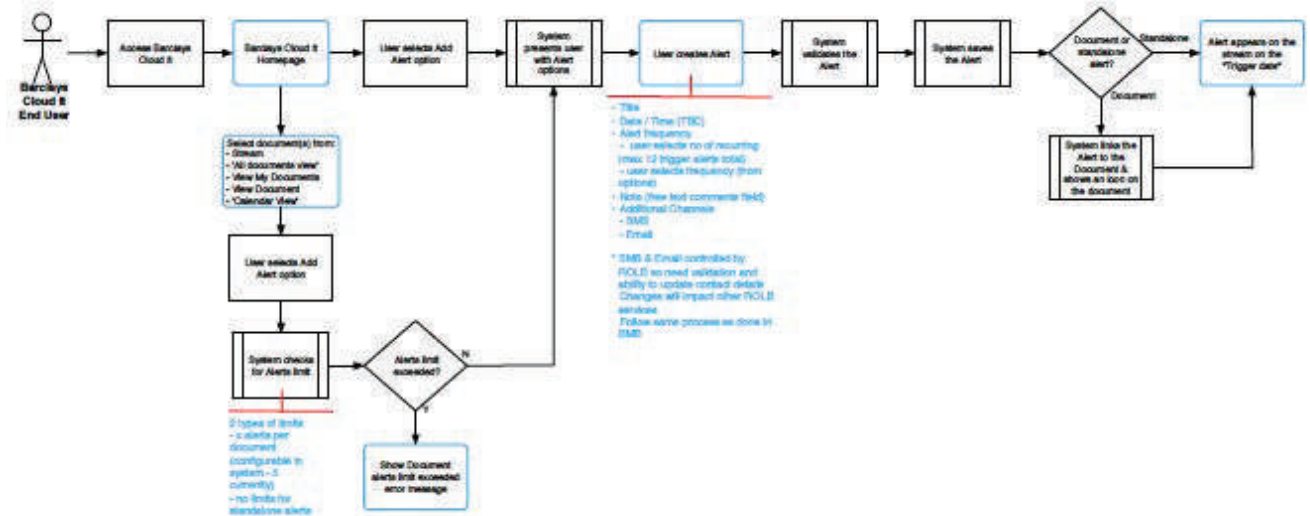 Barclays
Cloud It
End User
Access Barclays
Cloud It
Barclays Cloud It
Homepage
User selects Add
Alert option
System
presents user
with Alert
options
User creates Alert
System
validates the
Alert
System saves
the Alert
Document or
standalone
alert?
Standalone
Document
Alert appears on the
stream on the
"Trigger date"
System links the
Alert to the
Document &
shows an icon on
the document
- Title
- Date / Time (TBC)
- Alert frequency
- user selects no of recurring
(max 12 trigger alerts total)
- user selects frequency (from
options)
- Note (free text comments field)
- Additional Channels
- SMS
- Email
* SMS & Email controlled by
ROLB so need validation and
ability to update contact details
Changes will impact other ROLB
services
Follow same process as done in
Select document(s) from:
- Stream
- 'All documents view'
- View My Documents
- View Document
- 'Calendar View'
User selects Add
Alert option
System checks
for Alerts limit
Alerts limit
exceeded?
N
Y
Show Document
alerts limit exceeded
error message
2 types of limits
- x alerts per
document
(configurable in
system - 5
currently)
- no limits for
standalone alerts